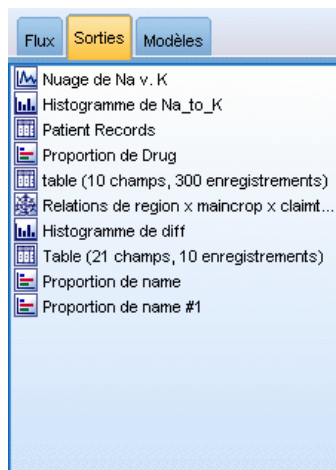 Flux Sorties Modèles
Nuage de Na v. K
Histogramme de Na_to_K
Patient Records
Proportion de Drug
table (10 champs, 300 enregistrements)
Relations de region x maincrop x claimt...
Histogramme de diff
Table (21 champs, 10 enregistrements)
Proportion de name
Proportion de name #1